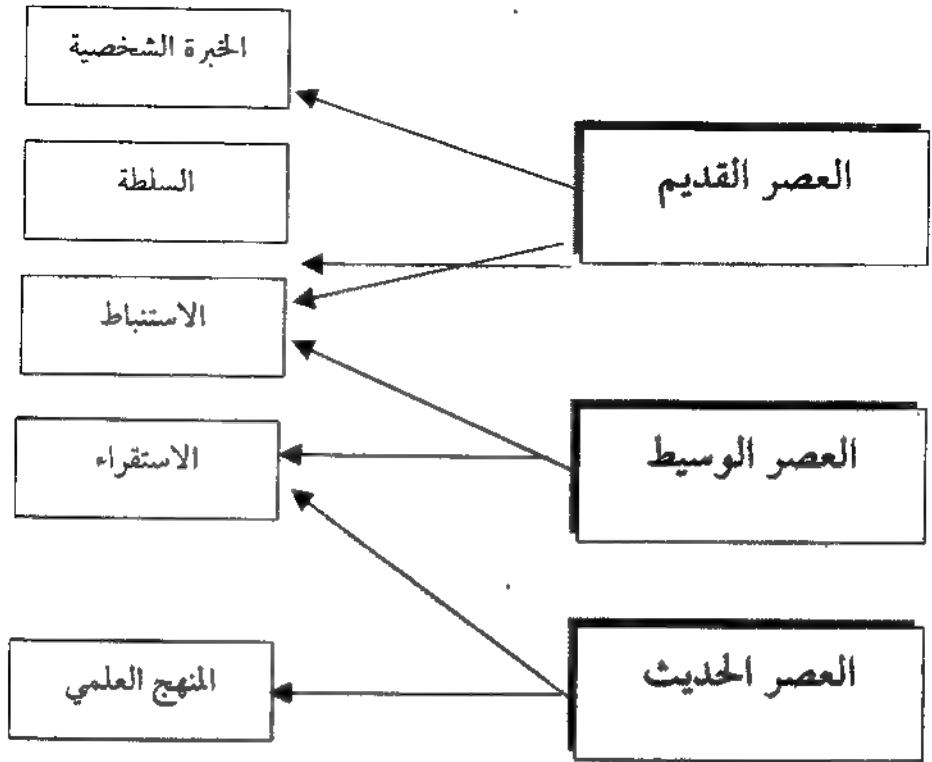 الخبرة الشخصية
العصر القديم
السلطة
الاستنباط
العصر الوسيط
الاستقراء
العصر الحديث
المنهج العلمي